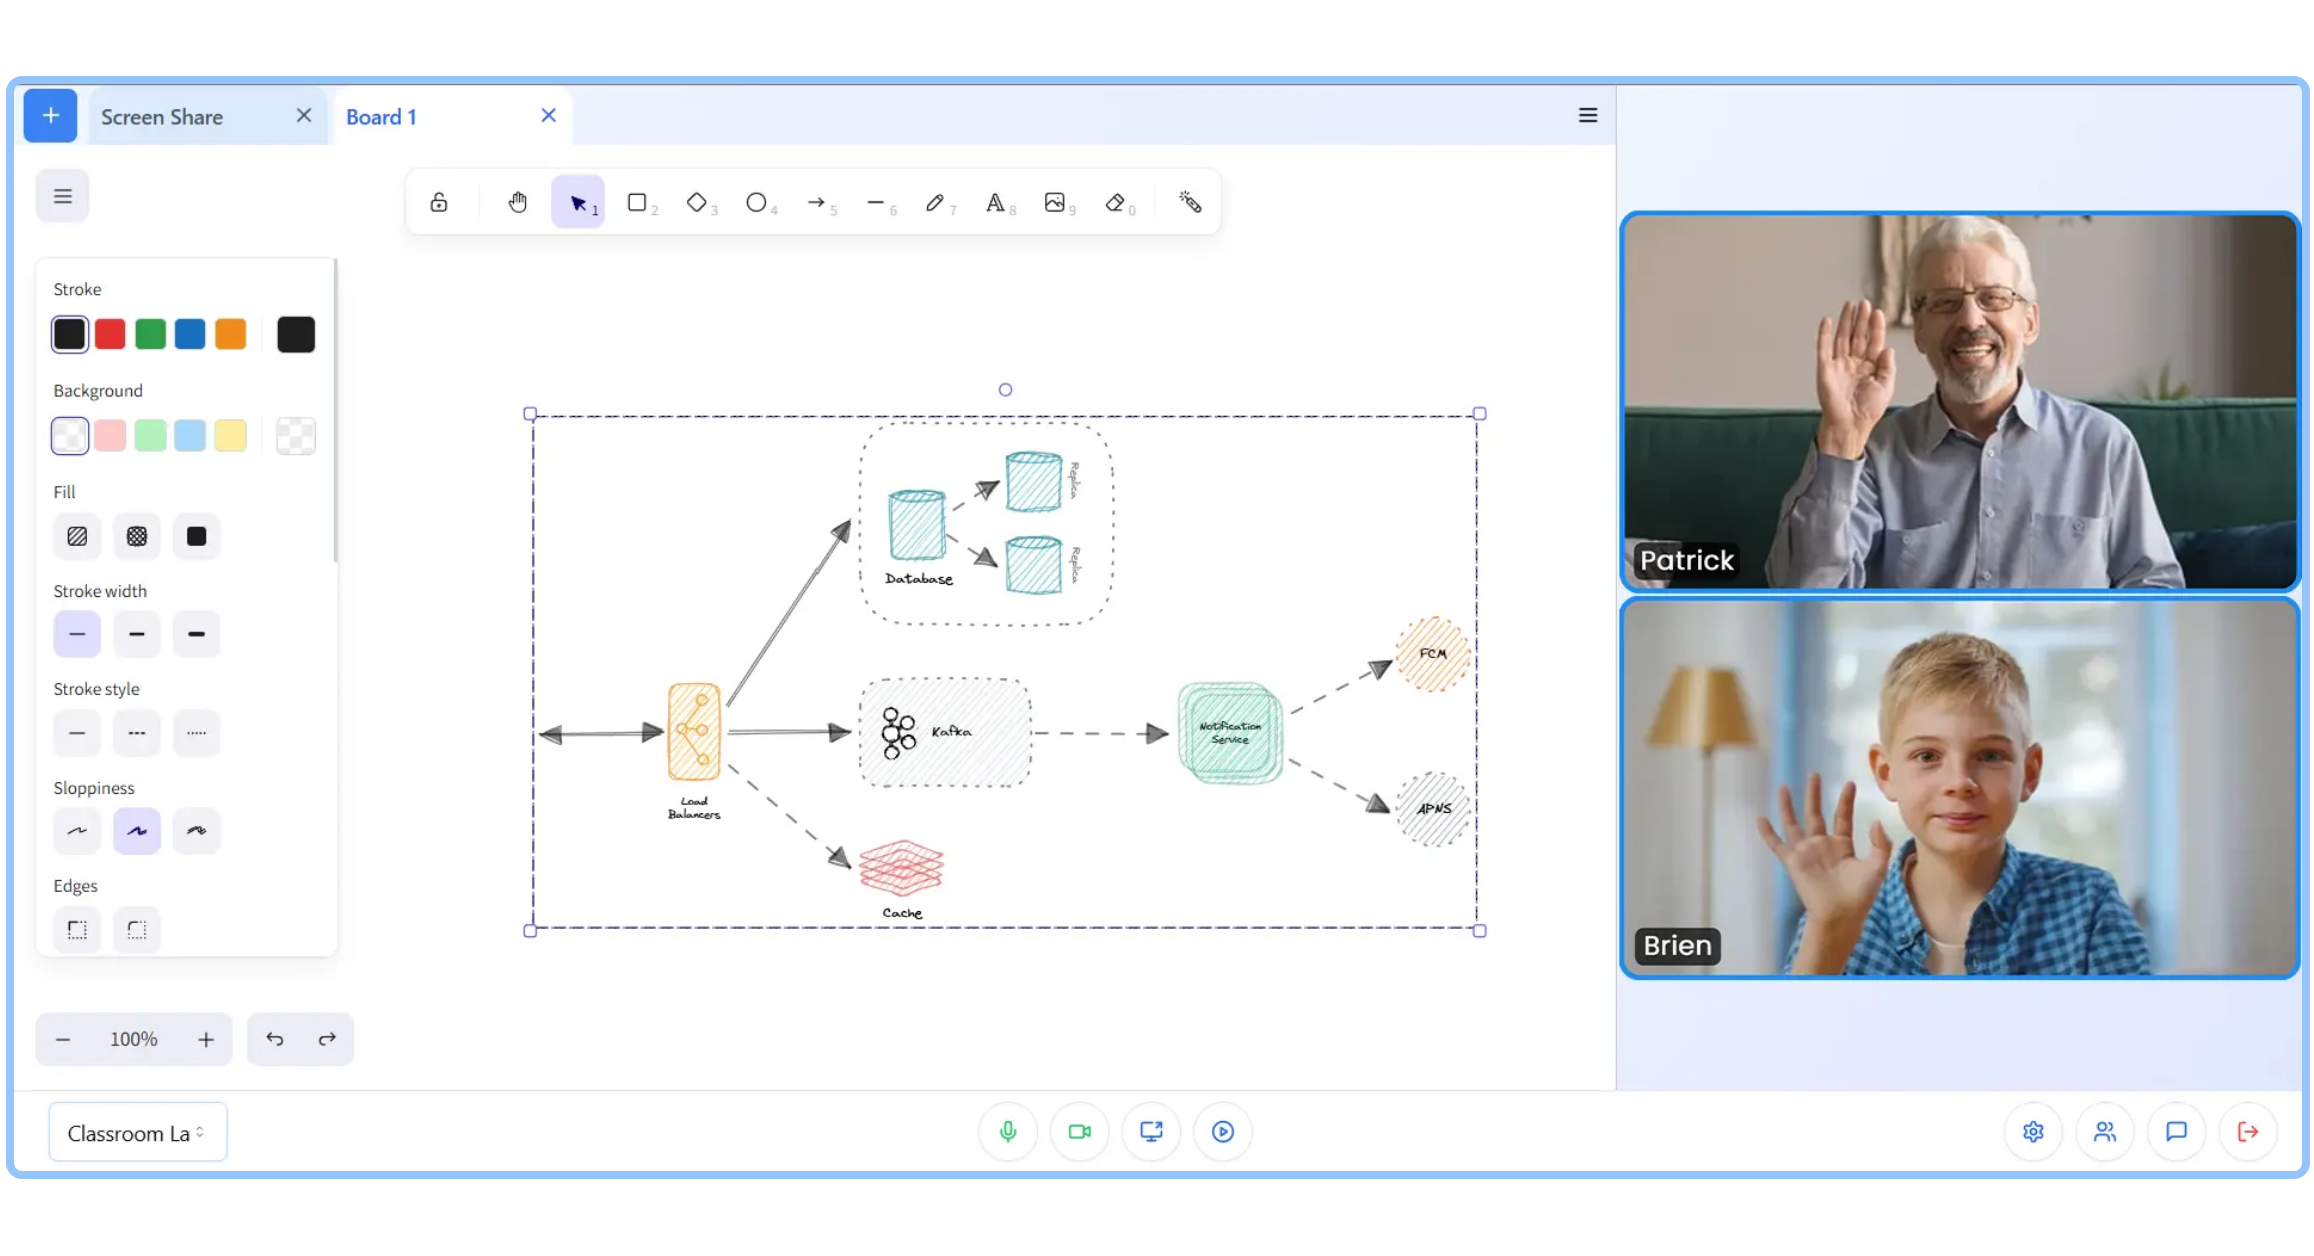 Screen Share
Board 1
1
2
3
4
5
6
7
8
9
0
Stroke
Background
Fill
Stroke width
Stroke style
Sloppiness
Edges
100%
Replica
Database
Replica
FCM
Kafka
Notification
Service
Load
Balancers
APNS
Cache
Patrick
Brien
Classroom La